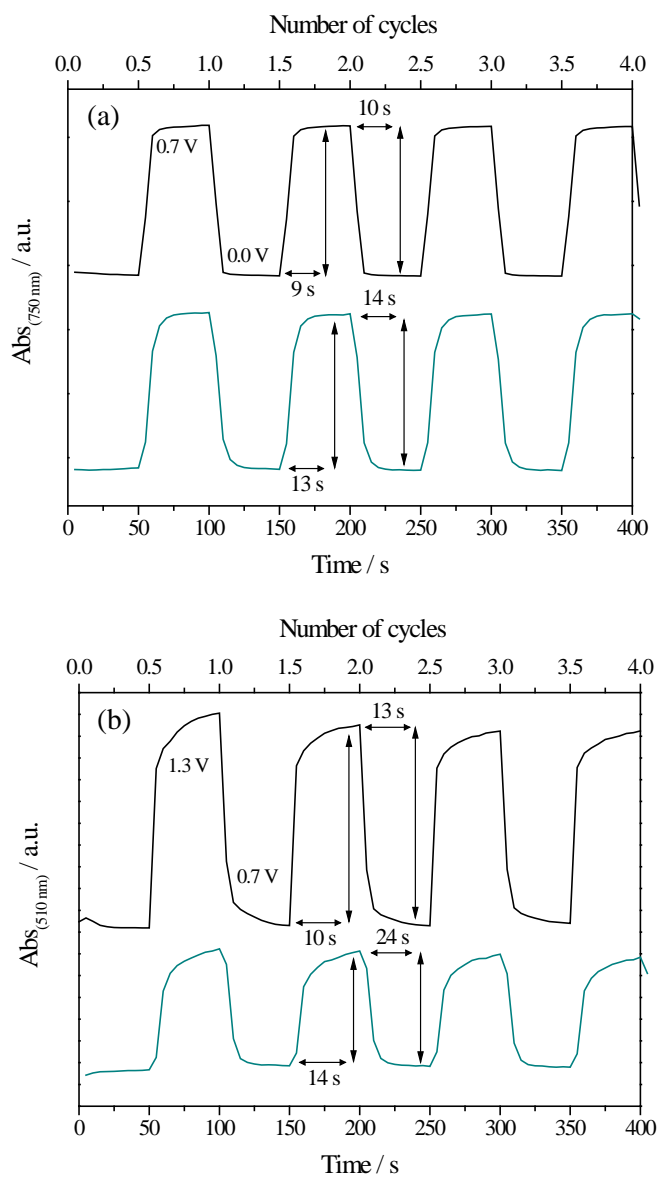 Number of cycles
0.0 0.5 1.0 1.5 2.0 2.5 3.0 3.5 4.0
(a)
10 s
0.7 V
0.0 V
9 s
14 s
13 s
Abs(750 nm) / a.u.
0 50 100 150 200 250 300 350 400
Time / s
Number of cycles
0.0 0.5 1.0 1.5 2.0 2.5 3.0 3.5 4.0
(b)
13 s
1.3 V
0.7 V
10 s
24 s
14 s
Abs(510 nm) / a.u.
0 50 100 150 200 250 300 350 400
Time / s